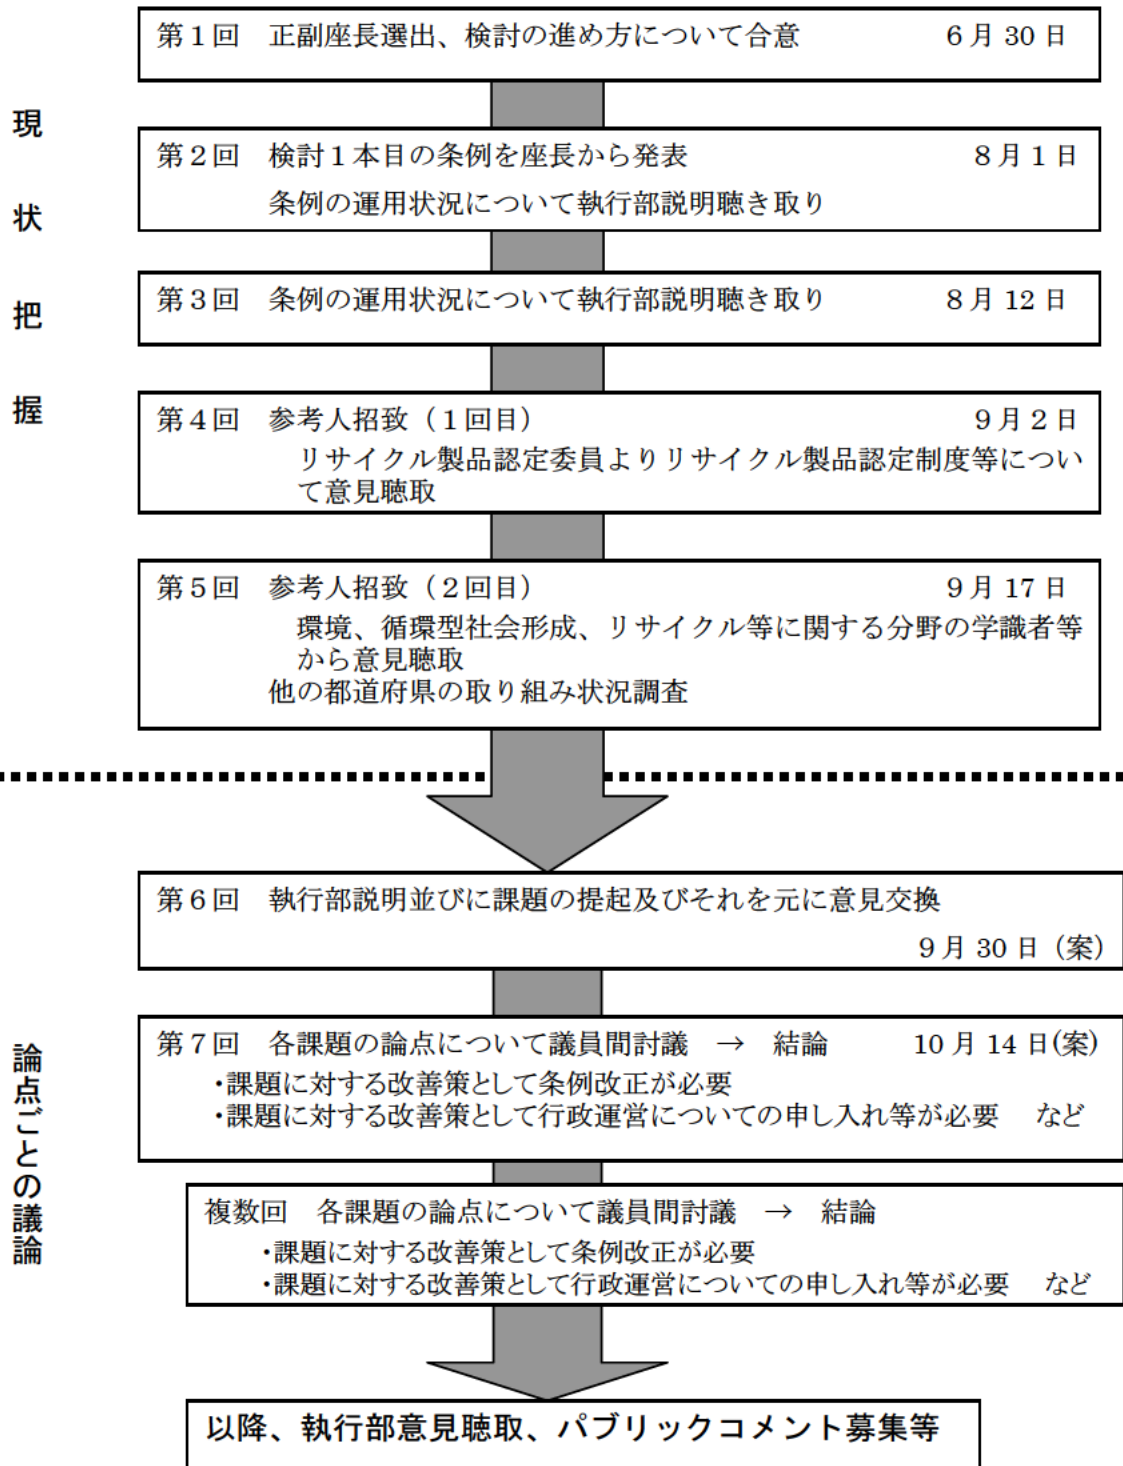 現状把握
第１回　正副座長選出、検討の進め方について合意　６月 30 日
第２回　検討１本目の条例を座長から発表　８月１日
条例の運用状況について執行部説明聴き取り
第３回　条例の運用状況について執行部説明聴き取り　８月 12 日
第４回　参考人招致（１回目）　９月２日
リサイクル製品認定委員よりリサイクル製品認定制度等につい
て意見聴取
第５回　参考人招致（２回目）　９月 17 日
環境、循環型社会形成、リサイクル等に関する分野の学識者等
から意見聴取
他の都道府県の取り組み状況調査
論点ごとの議論
第６回　執行部説明並びに課題の提起及びそれを元に意見交換
９月 30 日（案）
第７回　各課題の論点について議員間討議　→　結論　10 月 14 日(案)
・課題に対する改善策として条例改正が必要
・課題に対する改善策として行政運営についての申し入れ等が必要　など
複数回　各課題の論点について議員間討議　→　結論
・課題に対する改善策として条例改正が必要
・課題に対する改善策として行政運営についての申し入れ等が必要　など
以降、執行部意見聴取、パブリックコメント募集等